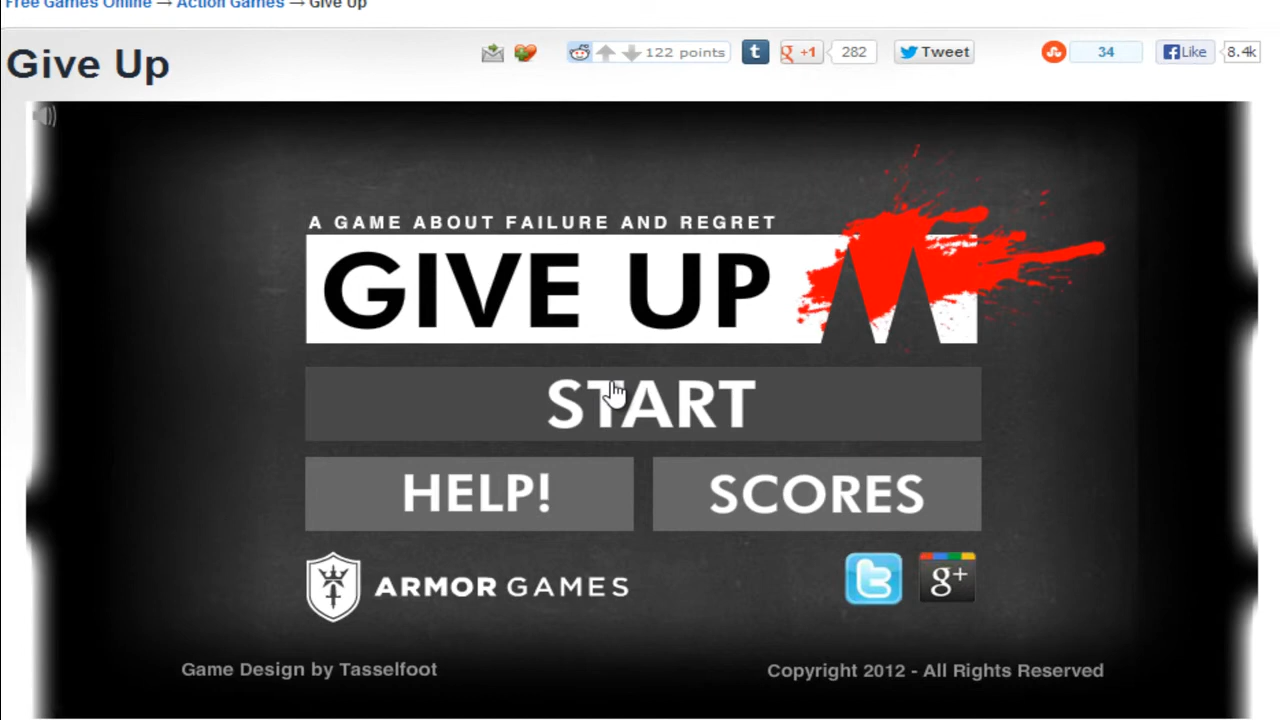 Free Games Online → Action Games → Give Up
Give Up
122 points
t
g +1
282
Tweet
34
Like
8.4k
A GAME ABOUT FAILURE AND REGRET
GIVE UP
START
HELP!
SCORES
ARMOR GAMES
g+
Game Design by Tasselfoot
Copyright 2012 - All Rights Reserved